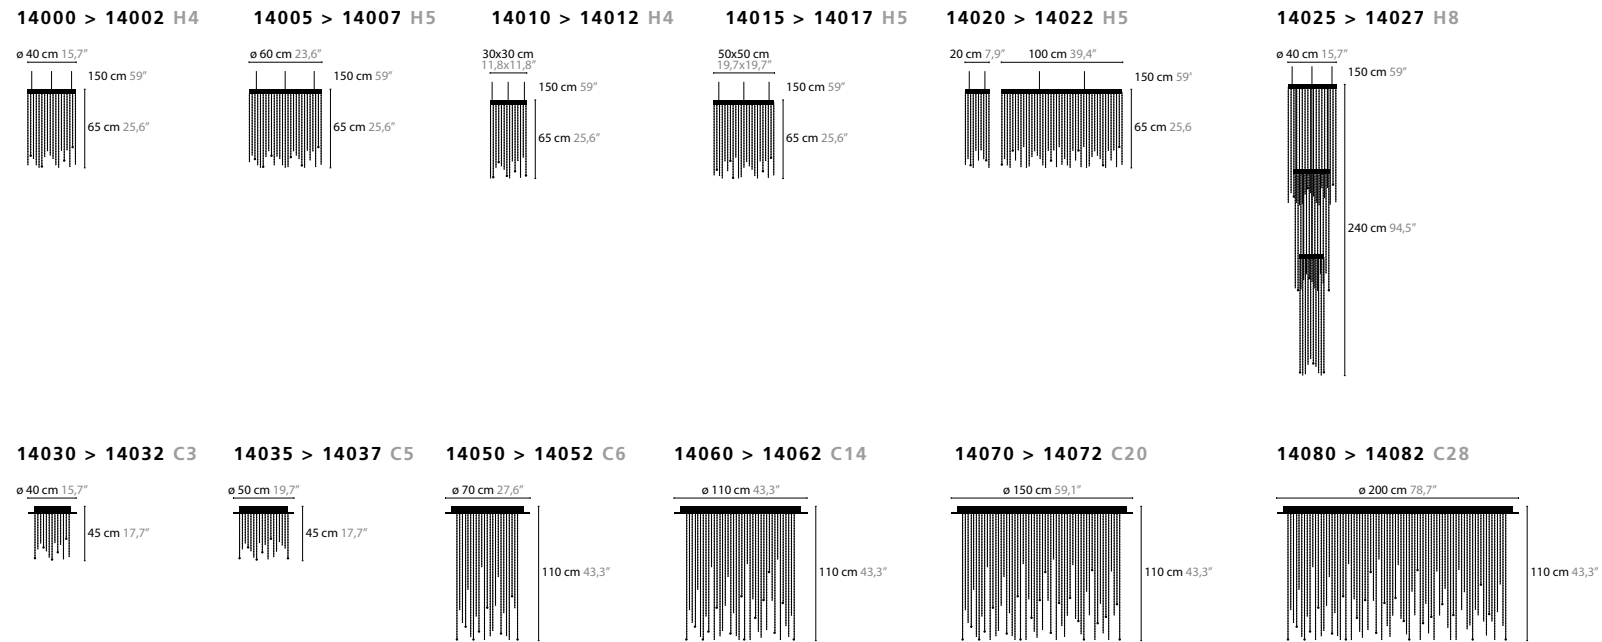 14000 > 14002 H4
ø 40 cm 15,7”
150 cm 59”
65 cm 25,6”
14005 > 14007 H5
ø 60 cm 23,6”
150 cm 59”
65 cm 25,6”
14010 > 14012 H4
30x30 cm
11,8x11,8”
150 cm 59”
65 cm 25,6”
14015 > 14017 H5
50x50 cm
19,7x19,7”
150 cm 59”
65 cm 25,6”
14020 > 14022 H5
20 cm 7,9” 100 cm 39,4”
150 cm 59'
65 cm 25,6
14025 > 14027 H8
ø 40 cm 15,7”
150 cm 59”
240 cm 94,5”
14030 > 14032 C3
ø 40 cm 15,7”
45 cm 17,7”
14035 > 14037 C5
ø 50 cm 19,7”
45 cm 17,7”
14050 > 14052 C6
ø 70 cm 27,6”
110 cm 43,3”
14060 > 14062 C14
ø 110 cm 43,3”
110 cm 43,3”
14070 > 14072 C20
ø 150 cm 59,1”
110 cm 43,3”
14080 > 14082 C28
ø 200 cm 78,7”
110 cm 43,3”